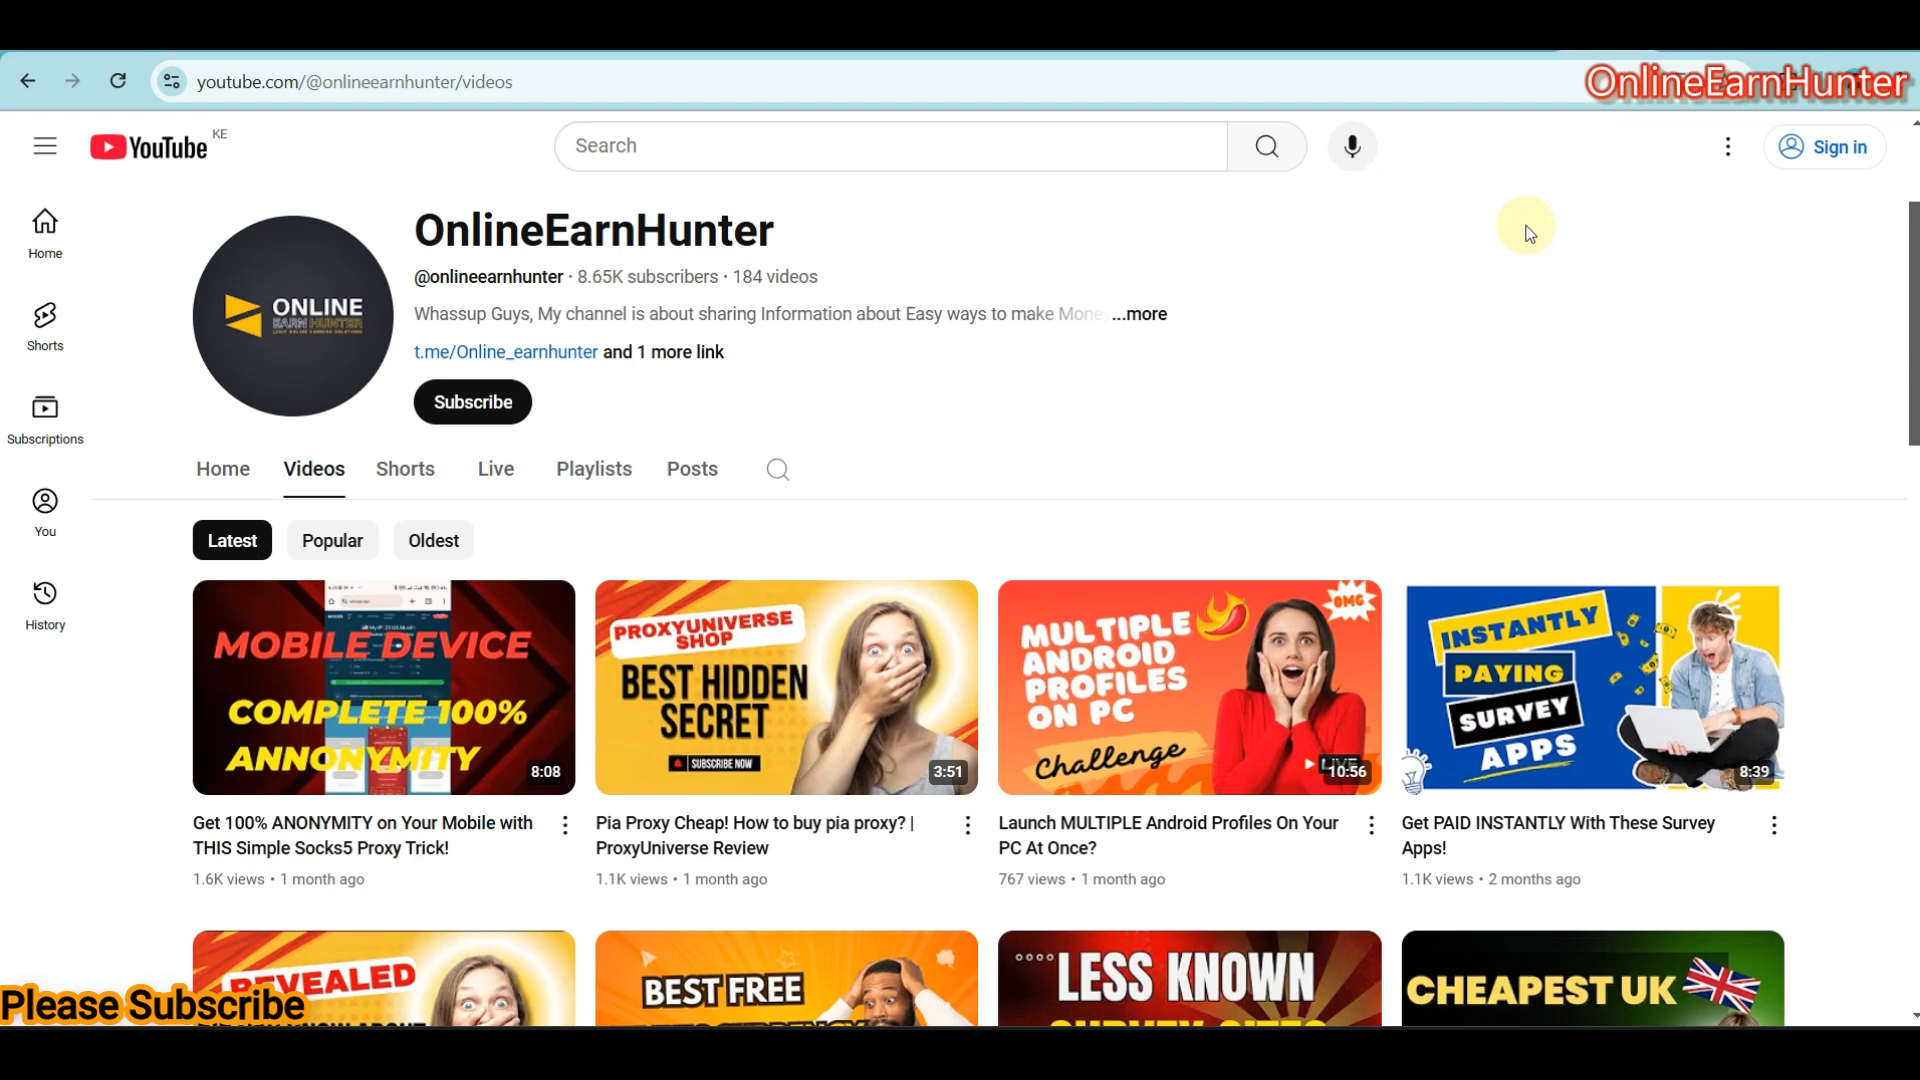 youtube.com/@onlineearnhunter/videos
OnlineEarnHunter
YouTube KE
Search
Sign in
Home
Shorts
Subscriptions
You
History
ONLINE
EARN HUNTER
OnlineEarnHunter
@onlineearnhunter · 8.65K subscribers · 184 videos
Whassup Guys, My channel is about sharing Information about Easy ways to make Money ...more
t.me/Online_earnhunter and 1 more link
Subscribe
Home Videos Shorts Live Playlists Posts
Latest Popular Oldest
MOBILE DEVICE
COMPLETE 100%
ANNONYMITY
8:08
Get 100% ANONYMITY on Your Mobile with
THIS Simple Socks5 Proxy Trick!
1.6K views • 1 month ago
PROXYUNIVERSE
SHOP
BEST HIDDEN
SECRET
SUBSCRIBE NOW
3:51
Pia Proxy Cheap! How to buy pia proxy? |
ProxyUniverse Review
1.1K views • 1 month ago
OMG
MULTIPLE
ANDROID
PROFILES
ON PC
Challenge
LIVE
10:56
Launch MULTIPLE Android Profiles On Your
PC At Once?
767 views • 1 month ago
INSTANTLY
PAYING
SURVEY
APPS
8:39
Get PAID INSTANTLY With These Survey
Apps!
1.1K views • 2 months ago
REVEALED
BEST FREE
LESS KNOWN
SURVEY SITES
CHEAPEST UK
Please Subscribe